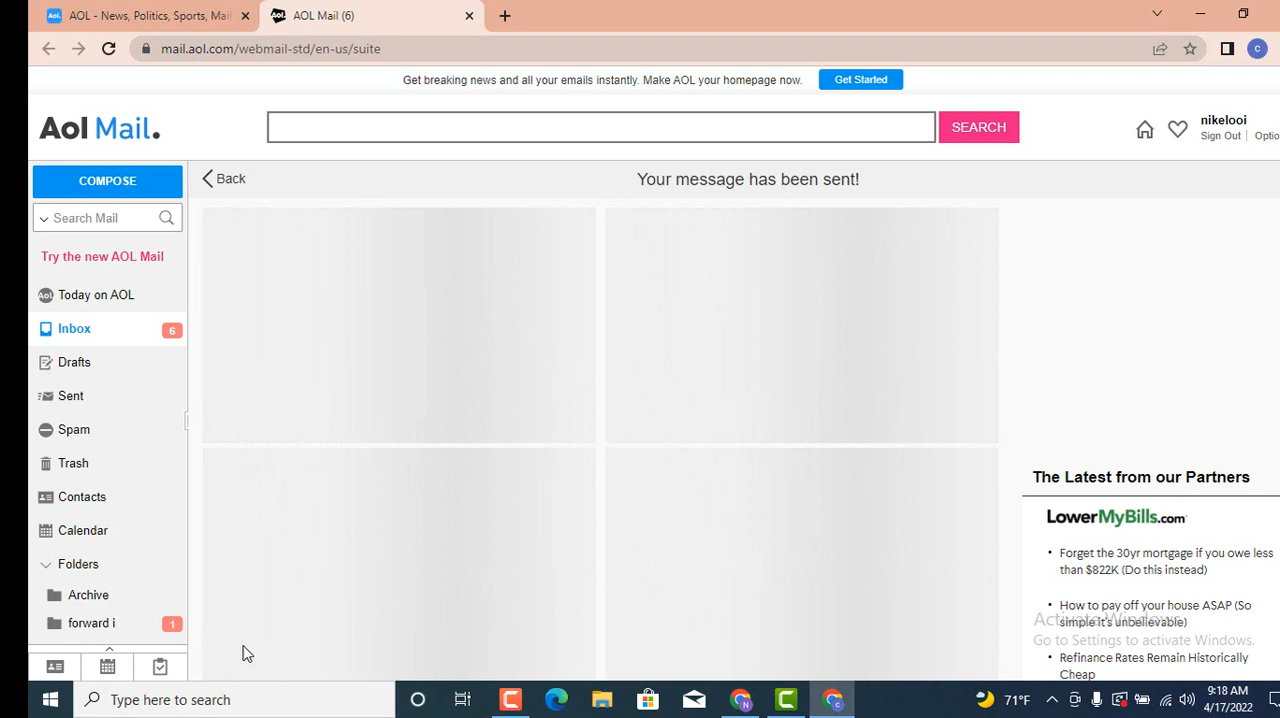 AOL - News, Politics, Sports, Mai
AOL Mail (6)
mail.aol.com/webmail-std/en-us/suite
C
Get breaking news and all your emails instantly. Make AOL your homepage now.
Get Started
Aol Mail.
SEARCH
nikelooi
Sign Out | Optio
COMPOSE
Back
Your message has been sent!
Search Mail
Try the new AOL Mail
Aol. Today on AOL
Inbox 6
Drafts
Sent
Spam
Trash
Contacts
Calendar
Folders
Archive
forward i 1
The Latest from our Partners
LowerMyBills.com
• Forget the 30yr mortgage if you owe less
than $822K (Do this instead)
• How to pay off your house ASAP (So
simple it's unbelievable)
Activate Windows
Go to Settings to activate Windows.
• Refinance Rates Remain Historically
Cheap
Type here to search
71°F
9:18 AM
4/17/2022